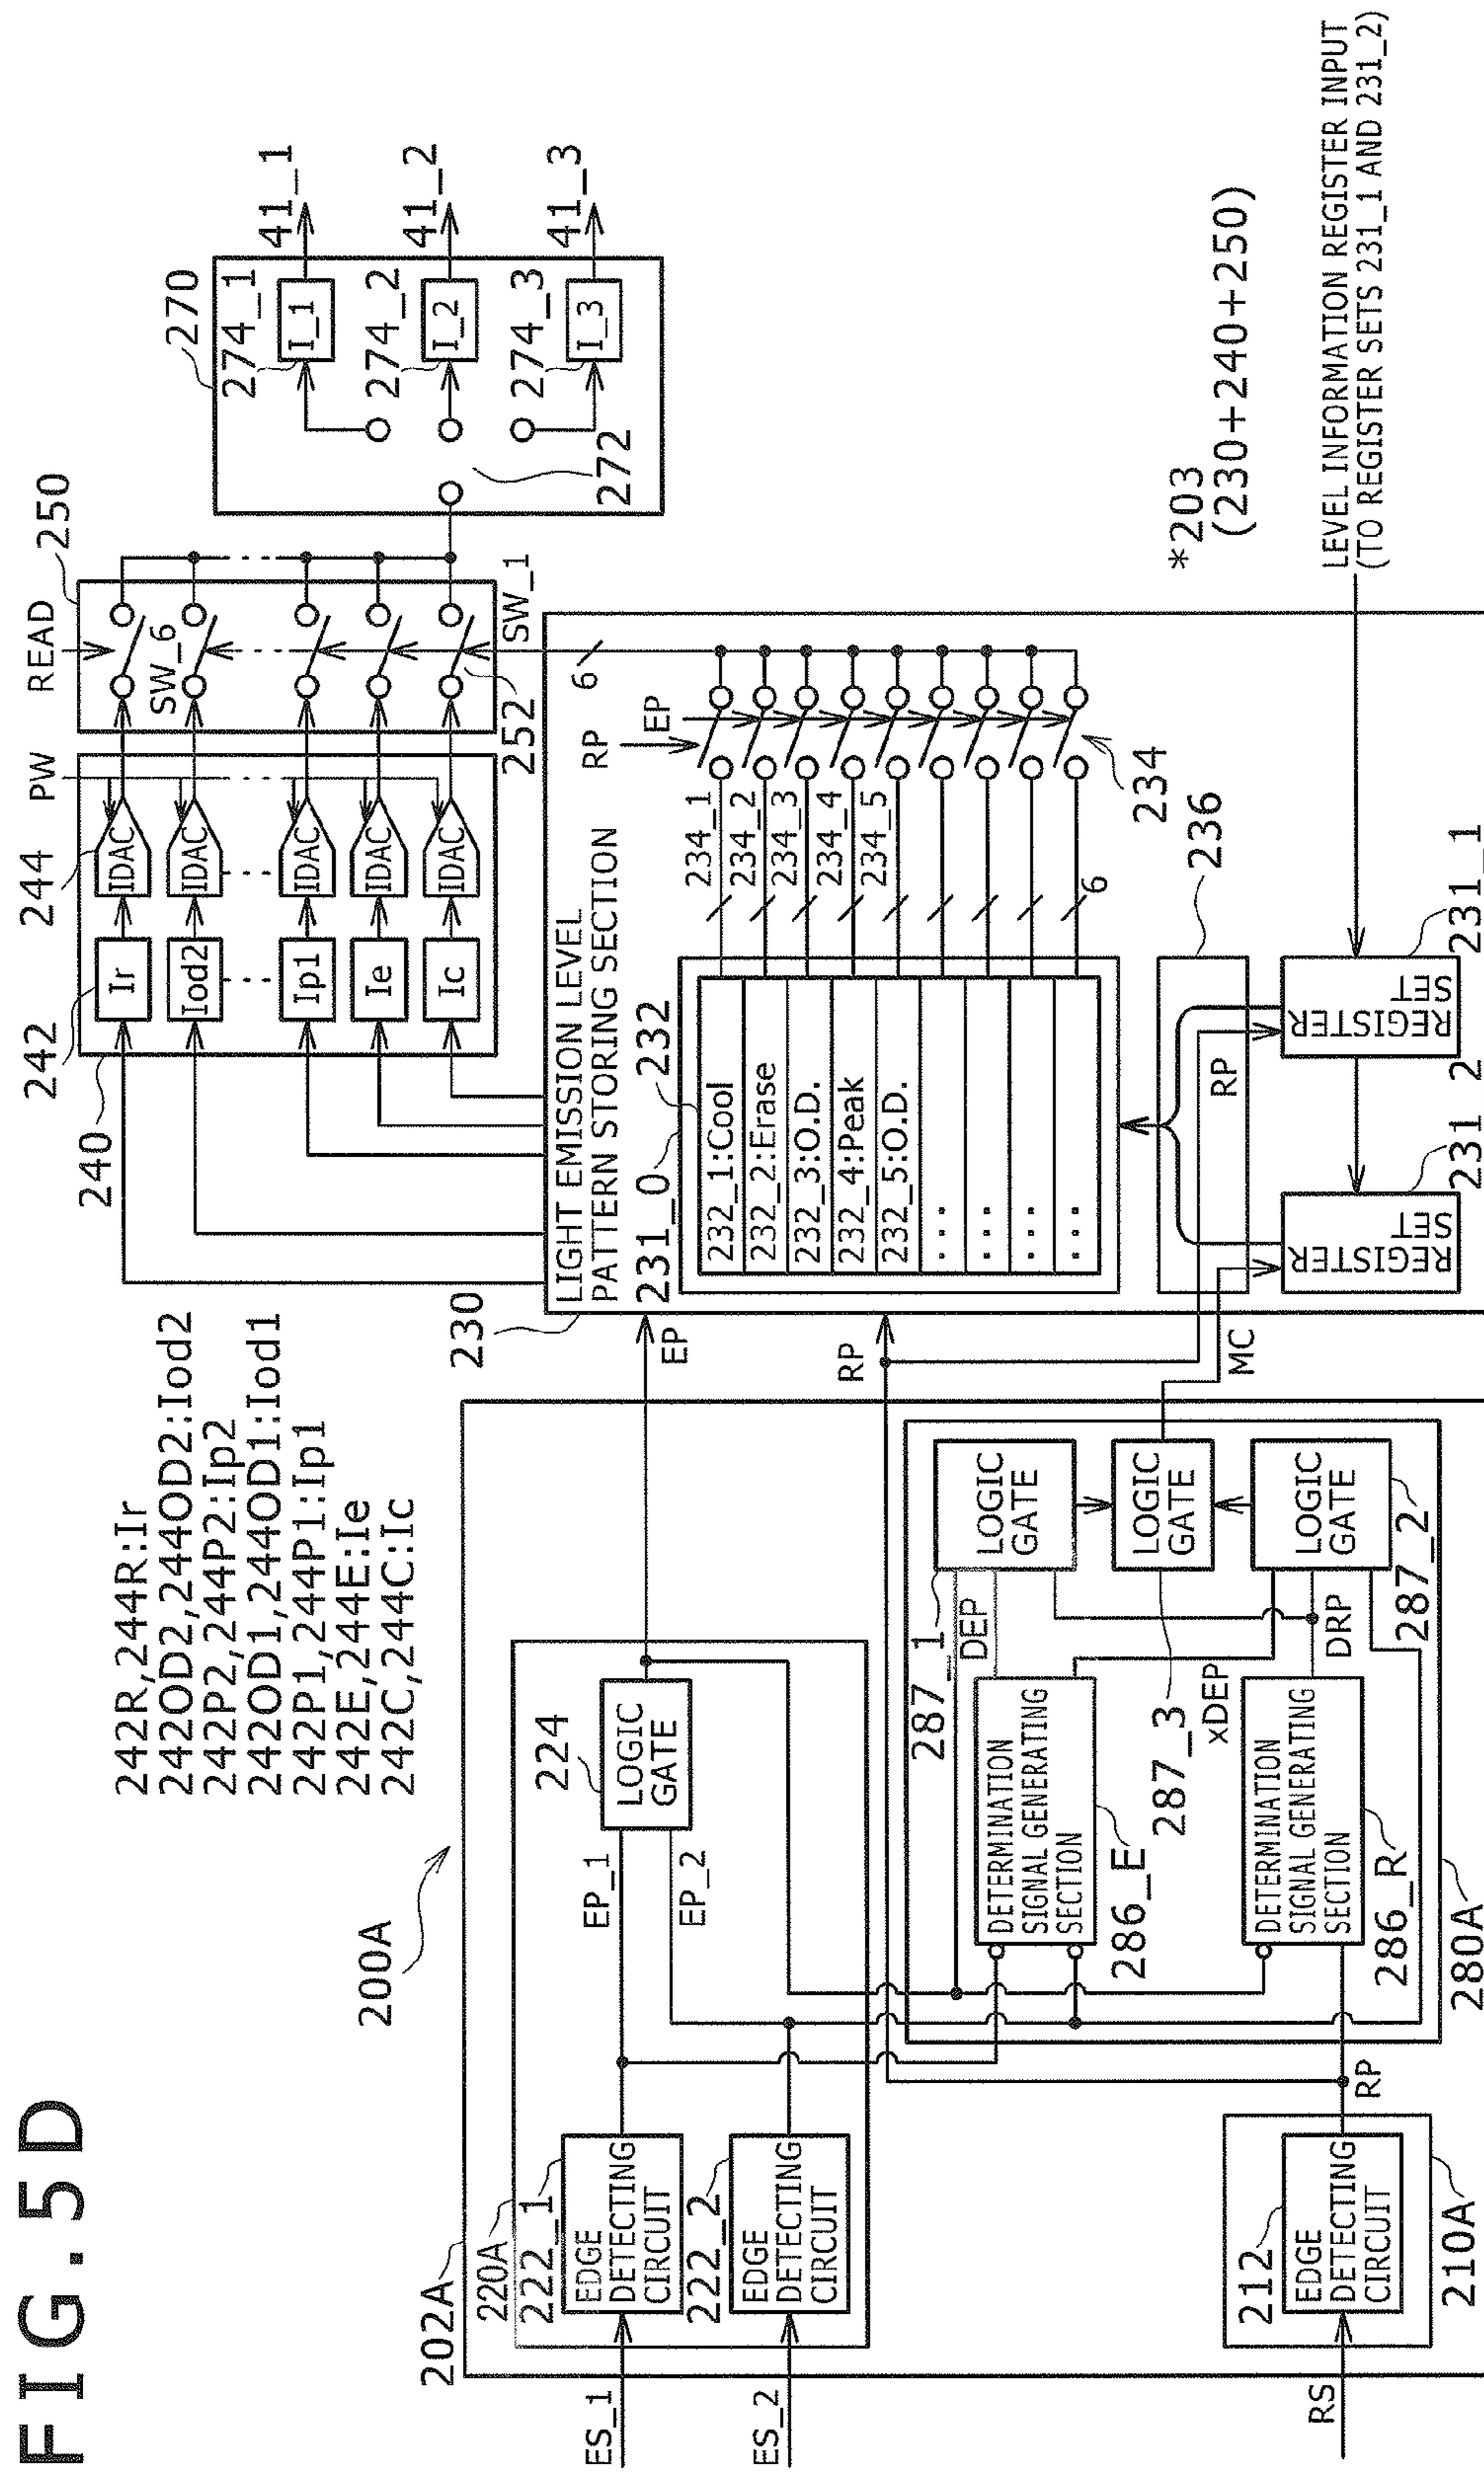 FIG.5D
200A
242R,244R:Ir
242OD2,244OD2:Iod2
242P2,244P2:Ip2
242OD1,244OD1:Iod1
242P1,244P1:Ip1
242E,244E:Ie
242C,244C:Ic
202A
220A
ES_1
222_1
EDGE
DETECTING
CIRCUIT
ES_2
222_2
EDGE
DETECTING
CIRCUIT
EP_1
EP_2
224
LOGIC
GATE
RS
212
EDGE
DETECTING
CIRCUIT
210A
RP
DETERMINATION
SIGNAL GENERATING
SECTION
286_E
DETERMINATION
SIGNAL GENERATING
SECTION
286_R
280A
287_1
DEP
287_3
xDEP
DRP
287_2
LOGIC
GATE
LOGIC
GATE
LOGIC
GATE
EP
RP
MC
230
240
242
244
PW
Ir
IDAC
Iod2
IDAC
Ip1
IDAC
Ie
IDAC
Ic
IDAC
READ
250
SW_6
SW_1
252
270
272
274_1
I_1
41_1
274_2
I_2
41_2
274_3
I_3
41_3
LIGHT EMISSION LEVEL
PATTERN STORING SECTION
231_0
232
232_1:Cool
232_2:Erase
232_3:O.D.
232_4:Peak
232_5:O.D.
...
...
...
...
234_1
234_2
234_3
234_4
234_5
6
RP
EP
6
234
236
RP
REGISTER
SET
231_2
REGISTER
SET
231_1
*203
(230+240+250)
LEVEL INFORMATION REGISTER INPUT
(TO REGISTER SETS 231_1 AND 231_2)